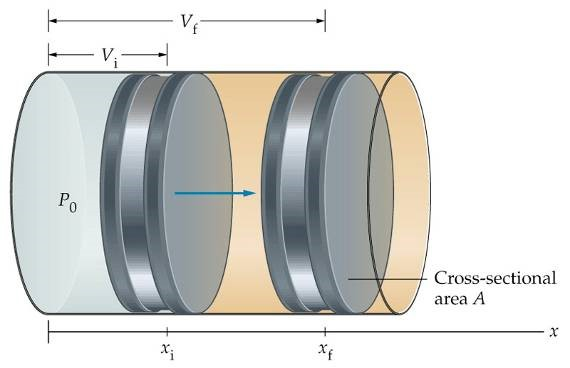 V_f
V_i
P_0
Cross-sectional
area A
x
x_i
x_f